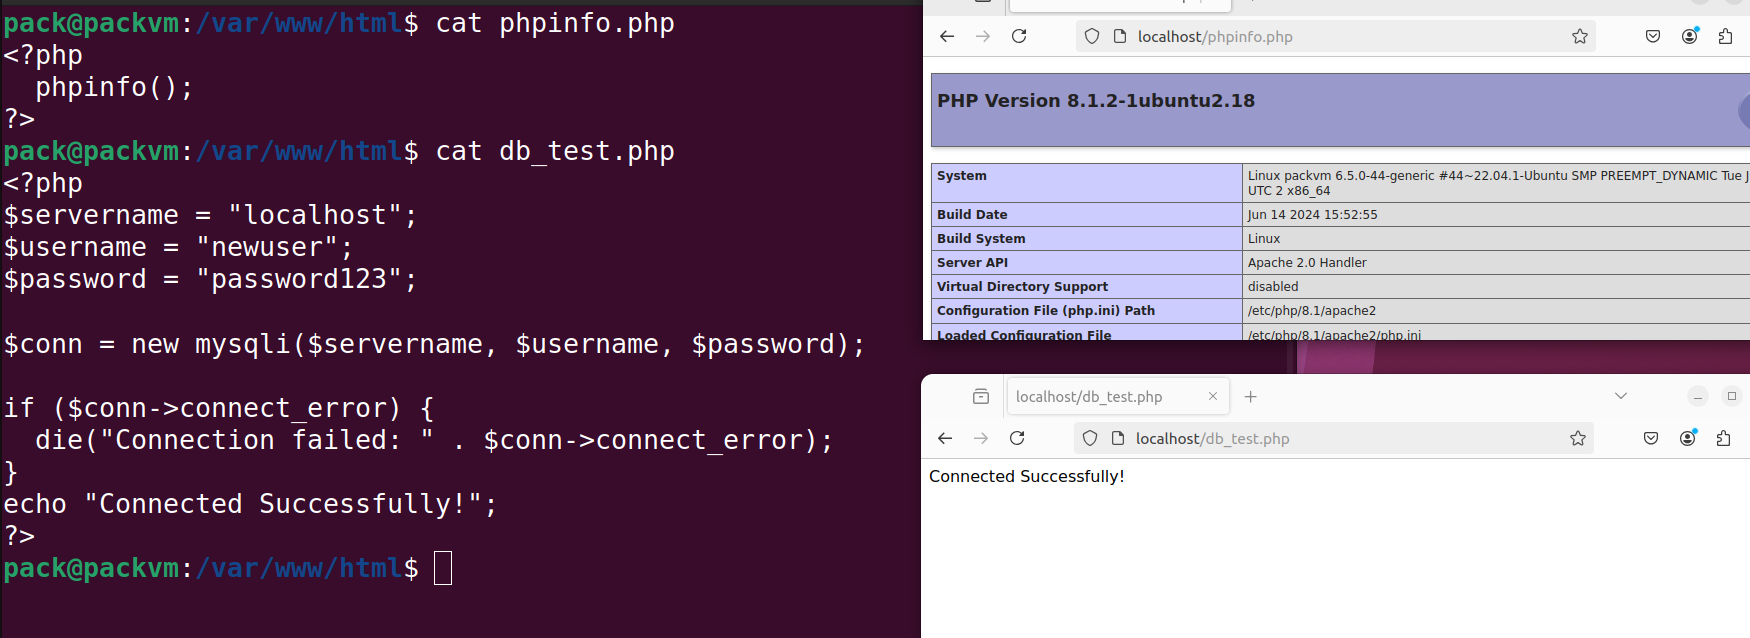 pack@packvm:/var/www/html$ cat phpinfo.php
<?php
  phpinfo();
?>
pack@packvm:/var/www/html$ cat db_test.php
<?php
$servername = "localhost";
$username = "newuser";
$password = "password123";

$conn = new mysqli($servername, $username, $password);

if ($conn->connect_error) {
  die("Connection failed: " . $conn->connect_error);
}
echo "Connected Successfully!";
?>
pack@packvm:/var/www/html$
localhost/phpinfo.php
PHP Version 8.1.2-1ubuntu2.18
System
Linux packvm 6.5.0-44-generic #44~22.04.1-Ubuntu SMP PREEMPT_DYNAMIC Tue
UTC 2 x86_64
Build Date
Jun 14 2024 15:52:55
Build System
Linux
Server API
Apache 2.0 Handler
Virtual Directory Support
disabled
Configuration File (php.ini) Path
/etc/php/8.1/apache2
Loaded Configuration File
/etc/php/8.1/apache2/php.ini
localhost/db_test.php
localhost/db_test.php
Connected Successfully!